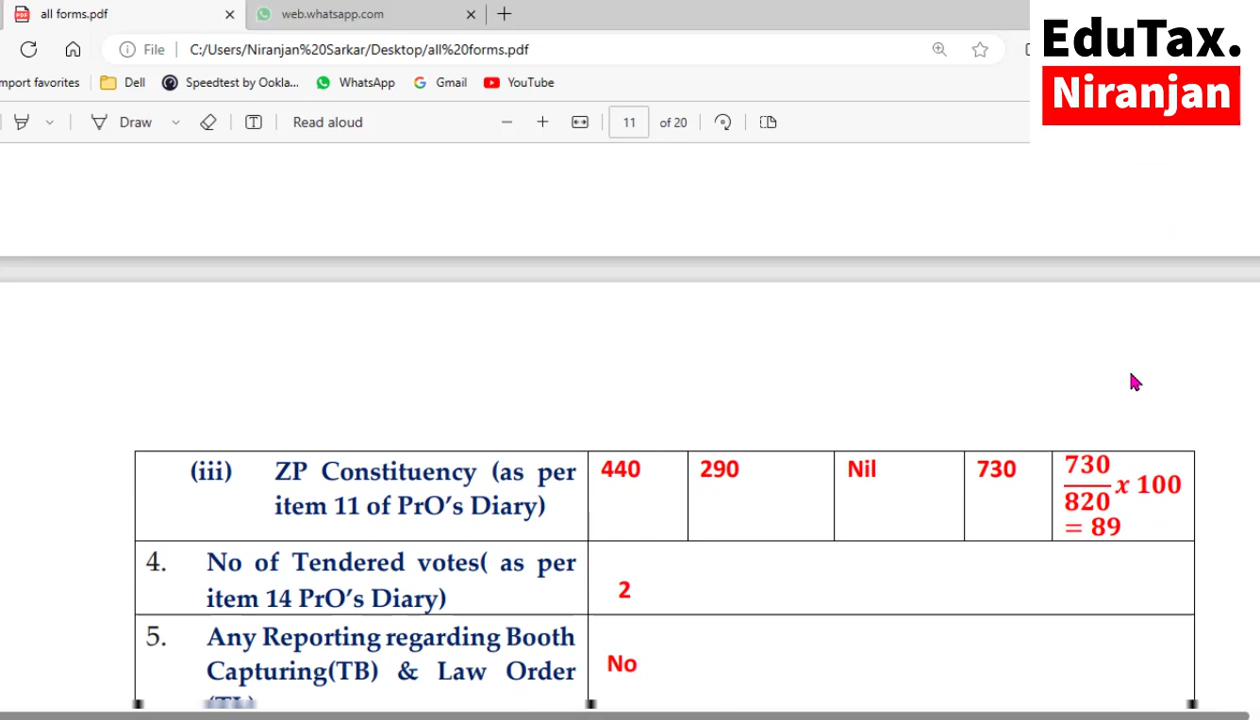 all forms.pdf
web.whatsapp.com
File
C:/Users/Niranjan%20Sarkar/Desktop/all%20forms.pdf
EduTax.
Niranjan
mport favorites
Dell
Speedtest by Ookla...
WhatsApp
Gmail
YouTube
Draw
Read aloud
11
of 20
(iii) ZP Constituency (as per
item 11 of PrO's Diary)
440
290
Nil
730
730
820
x 100
= 89
4. No of Tendered votes( as per
item 14 PrO's Diary)
2
5. Any Reporting regarding Booth
Capturing(TB) & Law Order
No